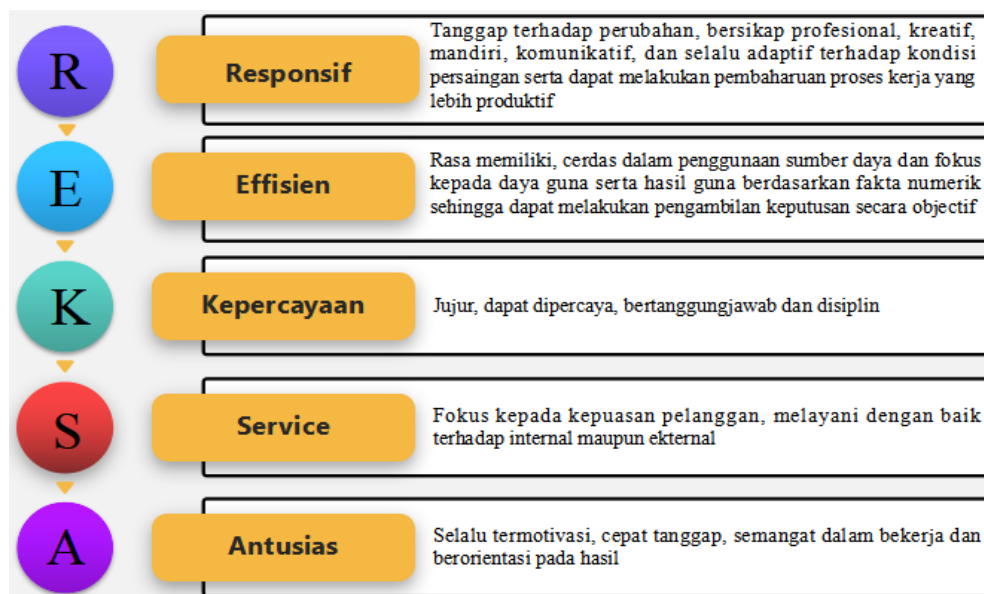 R
Responsif
Tanggap terhadap perubahan, bersikap profesional, kreatif,
mandiri, komunikatif, dan selalu adaptif terhadap kondisi
persaingan serta dapat melakukan pembaharuan proses kerja yang
lebih produktif
E
Effisien
Rasa memiliki, cerdas dalam penggunaan sumber daya dan fokus
kepada daya guna serta hasil guna berdasarkan fakta numerik
sehingga dapat melakukan pengambilan keputusan secara objectif
K
Kepercayaan
Jujur, dapat dipercaya, bertanggungjawab dan disiplin
S
Service
Fokus kepada kepuasan pelanggan, melayani dengan baik
terhadap internal maupun ekternal
A
Antusias
Selalu termotivasi, cepat tanggap, semangat dalam bekerja dan
berorientasi pada hasil